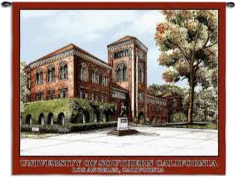 UNIVERSITY OF SOUTHERN CALIFORNIA
LOS ANGELES, CALIFORNIA